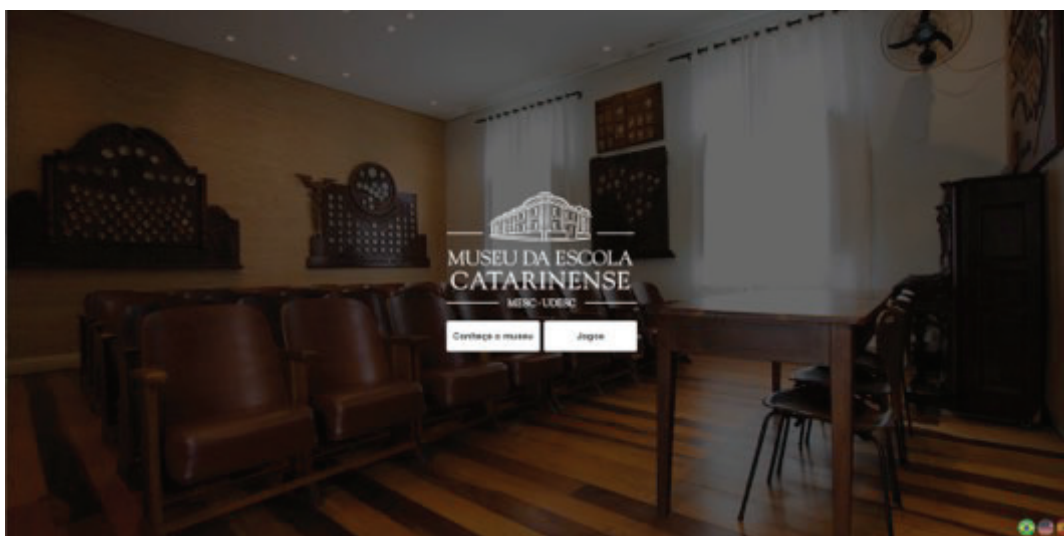 MUSEU DA ESCOLA
CATARINENSE
MESC - UDESC
Conheça o museu
Jogos